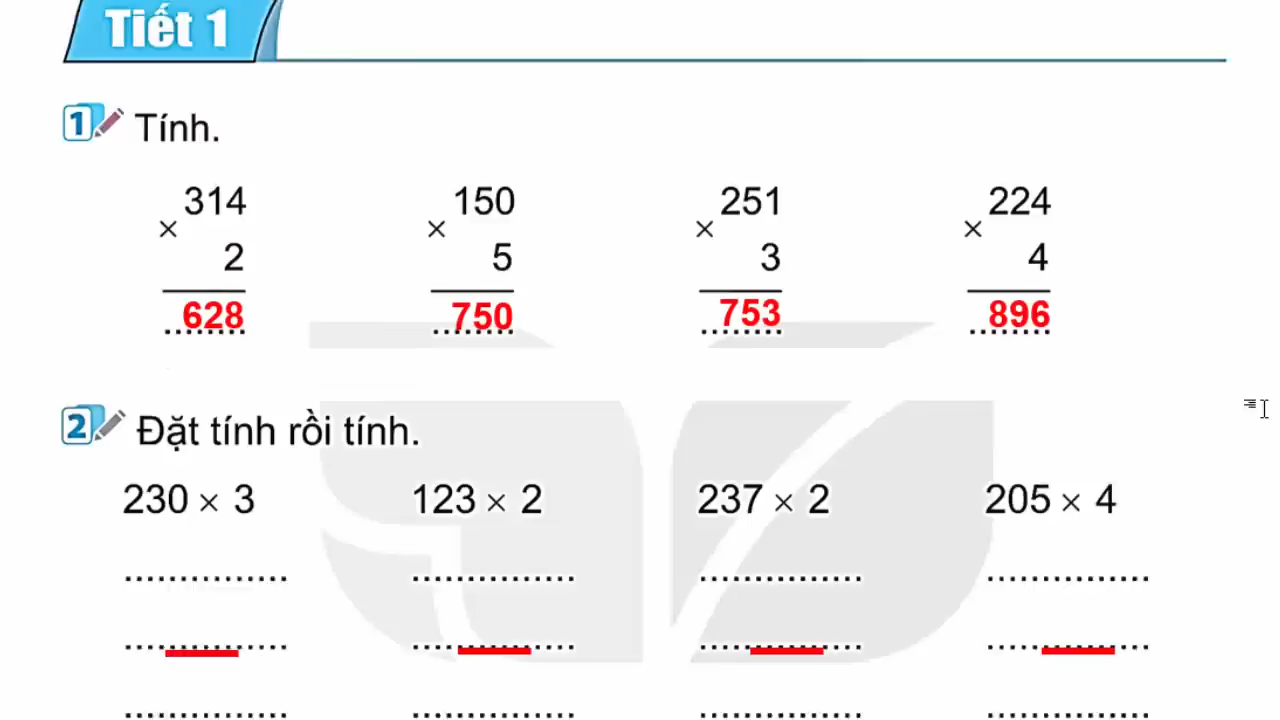 Tiết 1
1 Tính.
314 150 251 224
× × × ×
2 5 3 4
628 750 753 896
2 Đặt tính rồi tính.
230 × 3 123 × 2 237 × 2 205 × 4
............... ............... ............... ...............
............... ............... ............... ...............
............... ............... ............... ...............